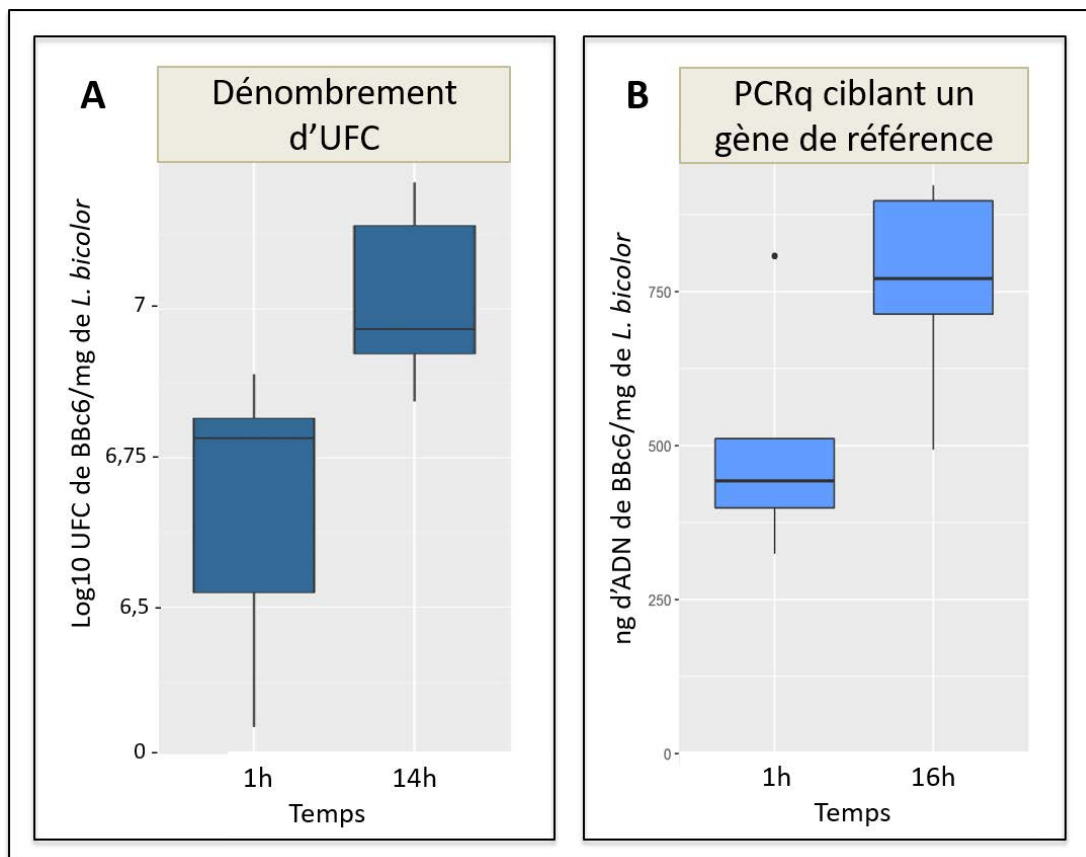 A
Dénombrement
d'UFC
Log10 UFC de BBc6/mg de L. bicolor
7
6,75
6,5
0
1h
14h
Temps
B
PCRq ciblant un
gène de référence
ng d'ADN de BBc6/mg de L. bicolor
750
500
250
0
1h
16h
Temps